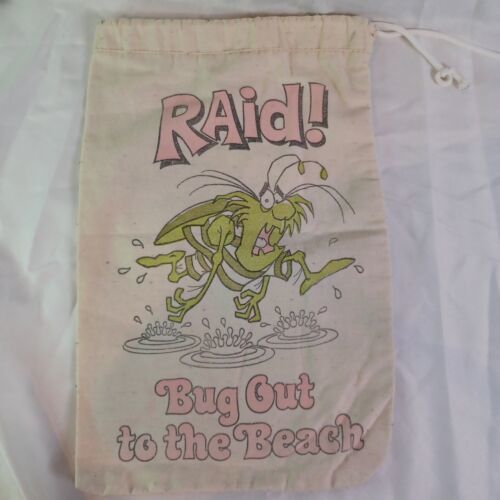 RAid!
Bug Out
to the Beach